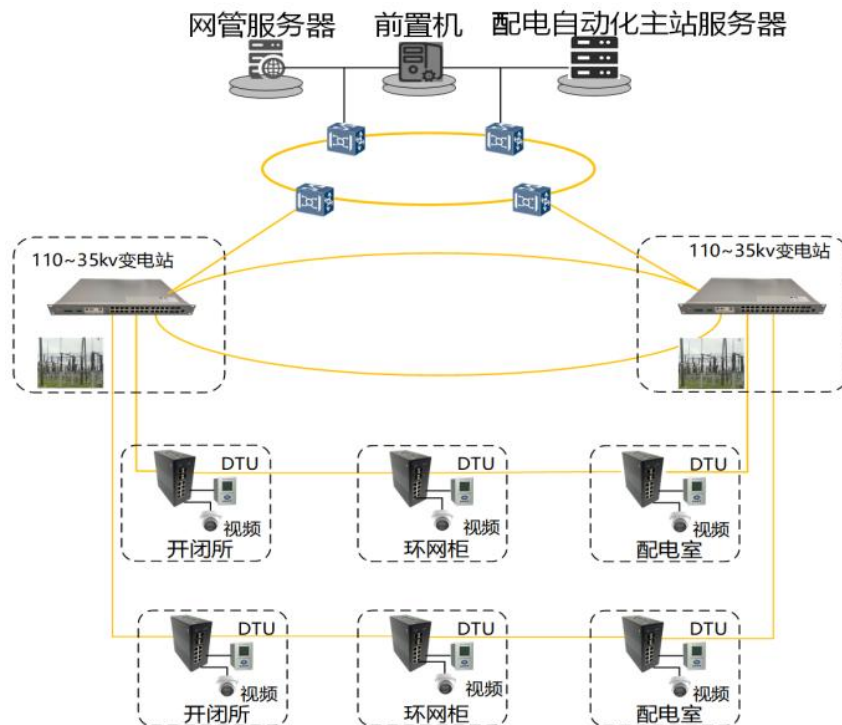 网管服务器 前置机 配电自动化主站服务器
110~35kv变电站 110~35kv变电站
DTU DTU DTU
视频 视频 视频
开闭所 环网柜 配电室
DTU DTU DTU
视频 视频 视频
开闭所 环网柜 配电室